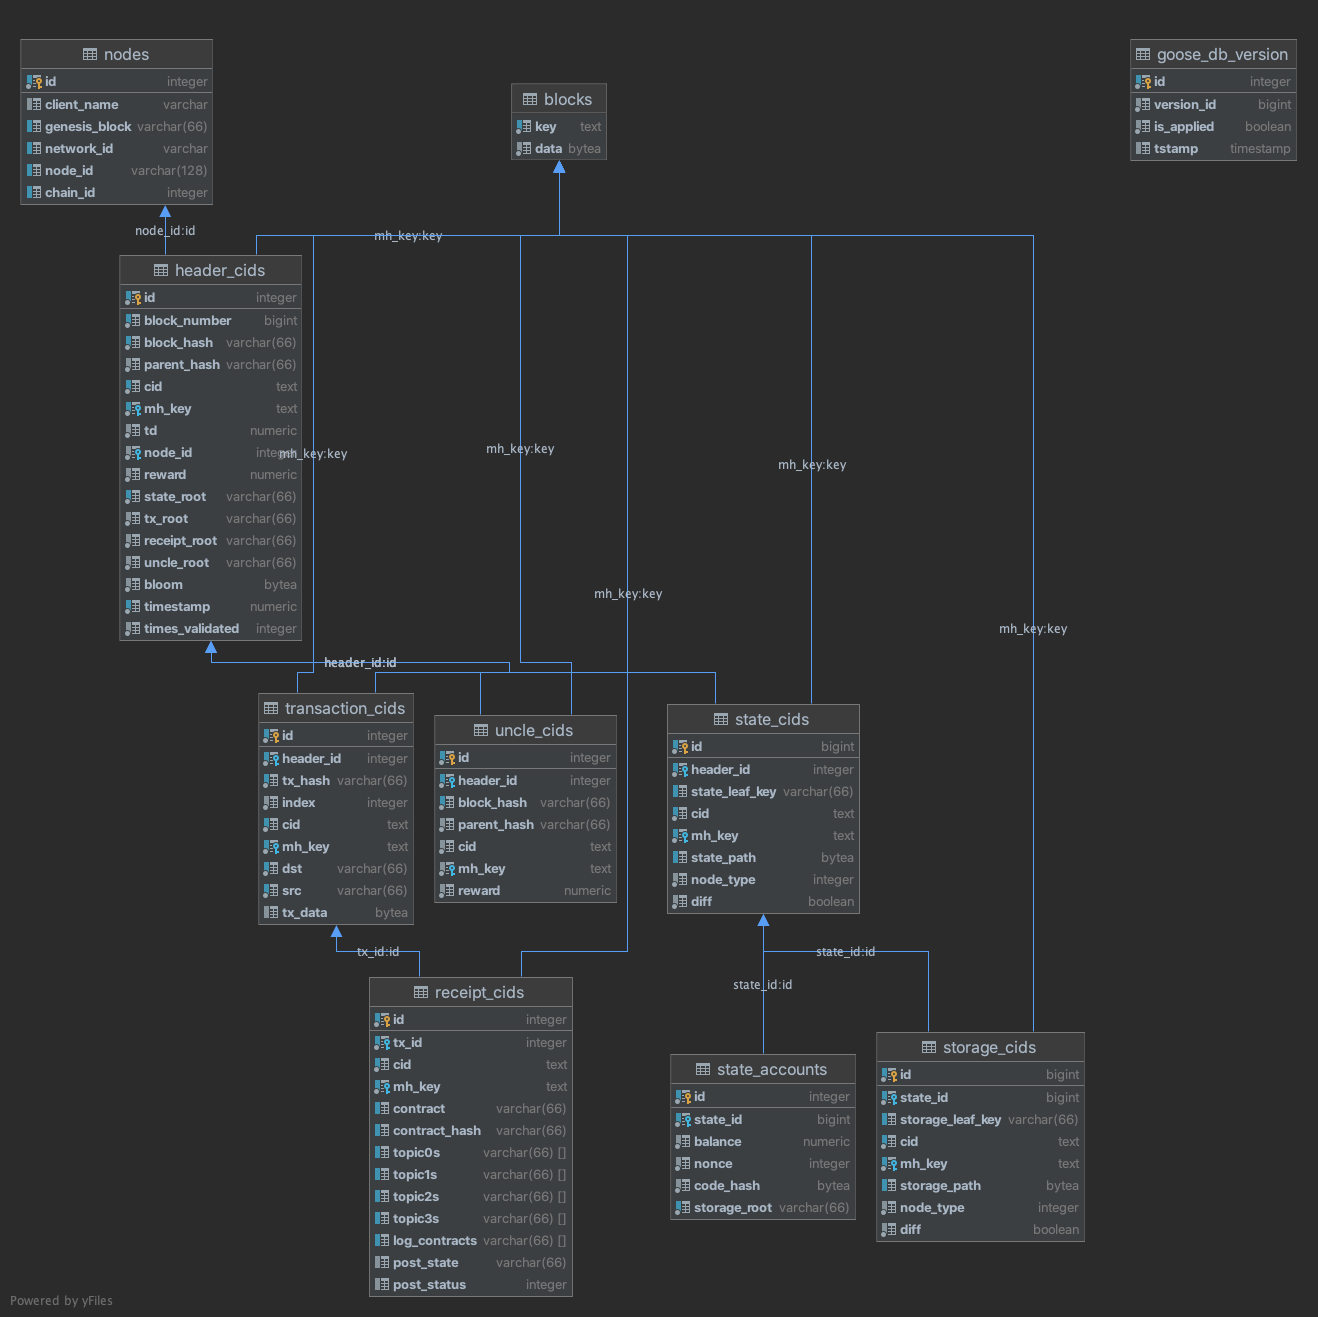 nodes
id integer
client_name varchar
genesis_block varchar(66)
network_id varchar
node_id varchar(128)
chain_id integer
blocks
key text
data bytea
goose_db_version
id integer
version_id bigint
is_applied boolean
tstamp timestamp
node_id:id
mh_key:key
header_cids
id integer
block_number bigint
block_hash varchar(66)
parent_hash varchar(66)
cid text
mh_key text
td numeric
node_id integer
reward numeric
state_root varchar(66)
tx_root varchar(66)
receipt_root varchar(66)
uncle_root varchar(66)
bloom bytea
timestamp numeric
times_validated integer
mh_key:key
mh_key:key
mh_key:key
mh_key:key
mh_key:key
header_id:id
transaction_cids
id integer
header_id integer
tx_hash varchar(66)
index integer
cid text
mh_key text
dst varchar(66)
src varchar(66)
tx_data bytea
uncle_cids
id integer
header_id integer
block_hash varchar(66)
parent_hash varchar(66)
cid text
mh_key text
reward numeric
state_cids
id bigint
header_id integer
state_leaf_key varchar(66)
cid text
mh_key text
state_path bytea
node_type integer
diff boolean
tx_id:id
state_id:id
state_id:id
receipt_cids
id integer
tx_id integer
cid text
mh_key text
contract varchar(66)
contract_hash varchar(66)
topic0s varchar(66) []
topic1s varchar(66) []
topic2s varchar(66) []
topic3s varchar(66) []
log_contracts varchar(66) []
post_state varchar(66)
post_status integer
state_accounts
id integer
state_id bigint
balance numeric
nonce integer
code_hash bytea
storage_root varchar(66)
storage_cids
id bigint
state_id bigint
storage_leaf_key varchar(66)
cid text
mh_key text
storage_path bytea
node_type integer
diff boolean
Powered by yFiles